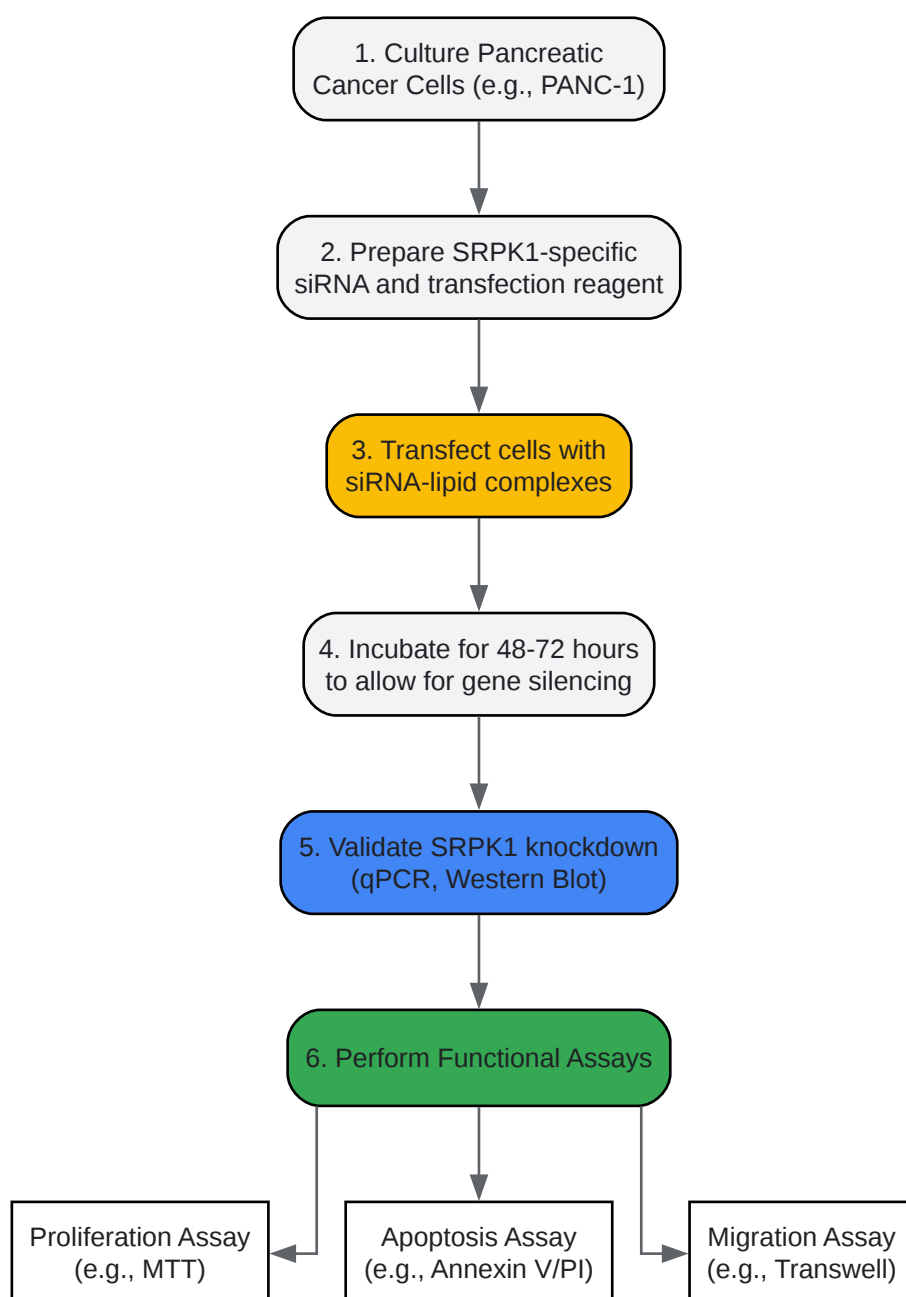 1. Culture Pancreatic
Cancer Cells (e.g., PANC-1)
2. Prepare SRPK1-specific
siRNA and transfection reagent
3. Transfect cells with
siRNA-lipid complexes
4. Incubate for 48-72 hours
to allow for gene silencing
5. Validate SRPK1 knockdown
(qPCR, Western Blot)
6. Perform Functional Assays
Proliferation Assay
(e.g., MTT)
Apoptosis Assay
(e.g., Annexin V/PI)
Migration Assay
(e.g., Transwell)